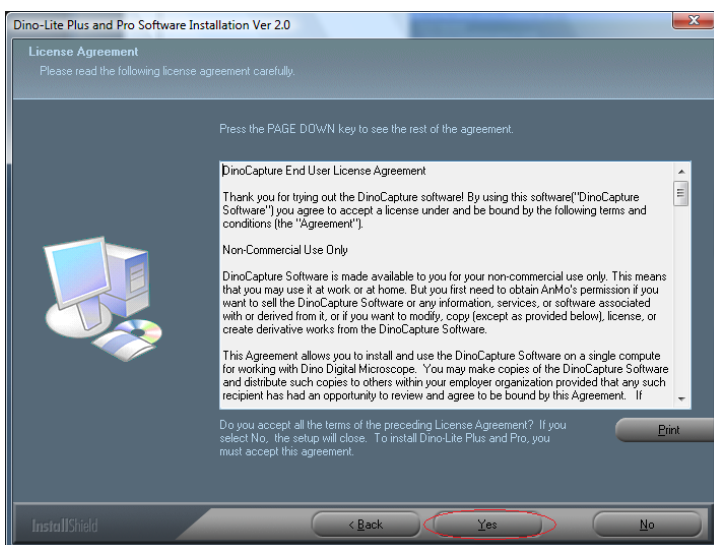 Dino-Lite Plus and Pro Software Installation Ver 2.0
License Agreement
Please read the following license agreement carefully.
Press the PAGE DOWN key to see the rest of the agreement.
DinoCapture End User License Agreement
Thank you for trying out the DinoCapture software! By using this software("DinoCapture
Software") you agree to accept a license under and be bound by the following terms and
conditions (the "Agreement").
Non-Commercial Use Only
DinoCapture Software is made available to you for your non-commercial use only. This means
that you may use it at work or at home. But you first need to obtain AnMo's permission if you
want to sell the DinoCapture Software or any information, services, or software associated
with or derived from it, or if you want to modify, copy (except as provided below), license, or
create derivative works from the DinoCapture Software.
This Agreement allows you to install and use the DinoCapture Software on a single compute
for working with Dino Digital Microscope.  You may make copies of the DinoCapture Software
and distribute such copies to others within your employer organization provided that any such
recipient has had an opportunity to review and agree to be bound by this Agreement.  If
Do you accept all the terms of the preceding License Agreement?  If you
select No,  the setup will close.  To install Dino-Lite Plus and Pro, you
must accept this agreement.
Print
InstallShield
< Back
Yes
No